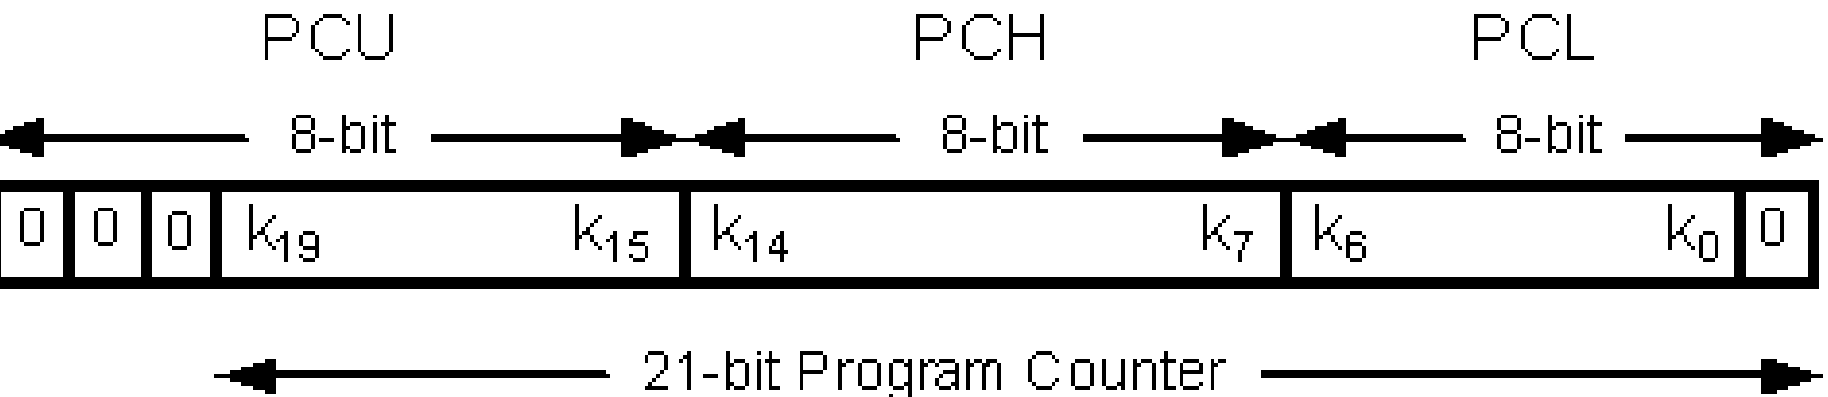 PCU PCH PCL
8-bit 8-bit 8-bit
0 0 0 k19 k15 k14 k7 k6 k0 0
21-bit Program Counter